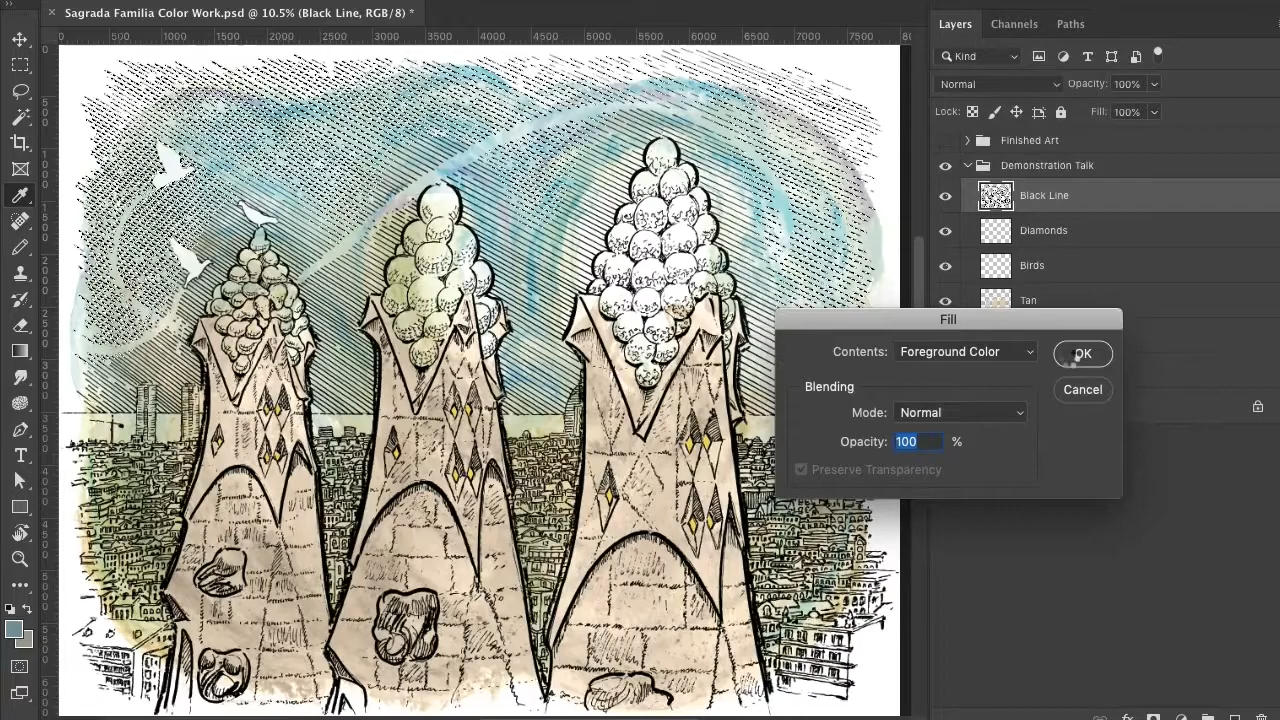 Sagrada Familia Color Work.psd @ 10.5% (Black Line, RGB/8) *
0 500 1000 1500 2000 2500 3000 3500 4000 4500 5000 5500 6000 6500 7000 7500
Layers Channels Paths
Kind
Normal Opacity: 100%
Lock: Fill: 100%
Finished Art
Demonstration Talk
Black Line
Diamonds
Birds
Tan
Fill
Contents: Foreground Color OK
Blending Cancel
Mode: Normal
Opacity: 100 %
Preserve Transparency